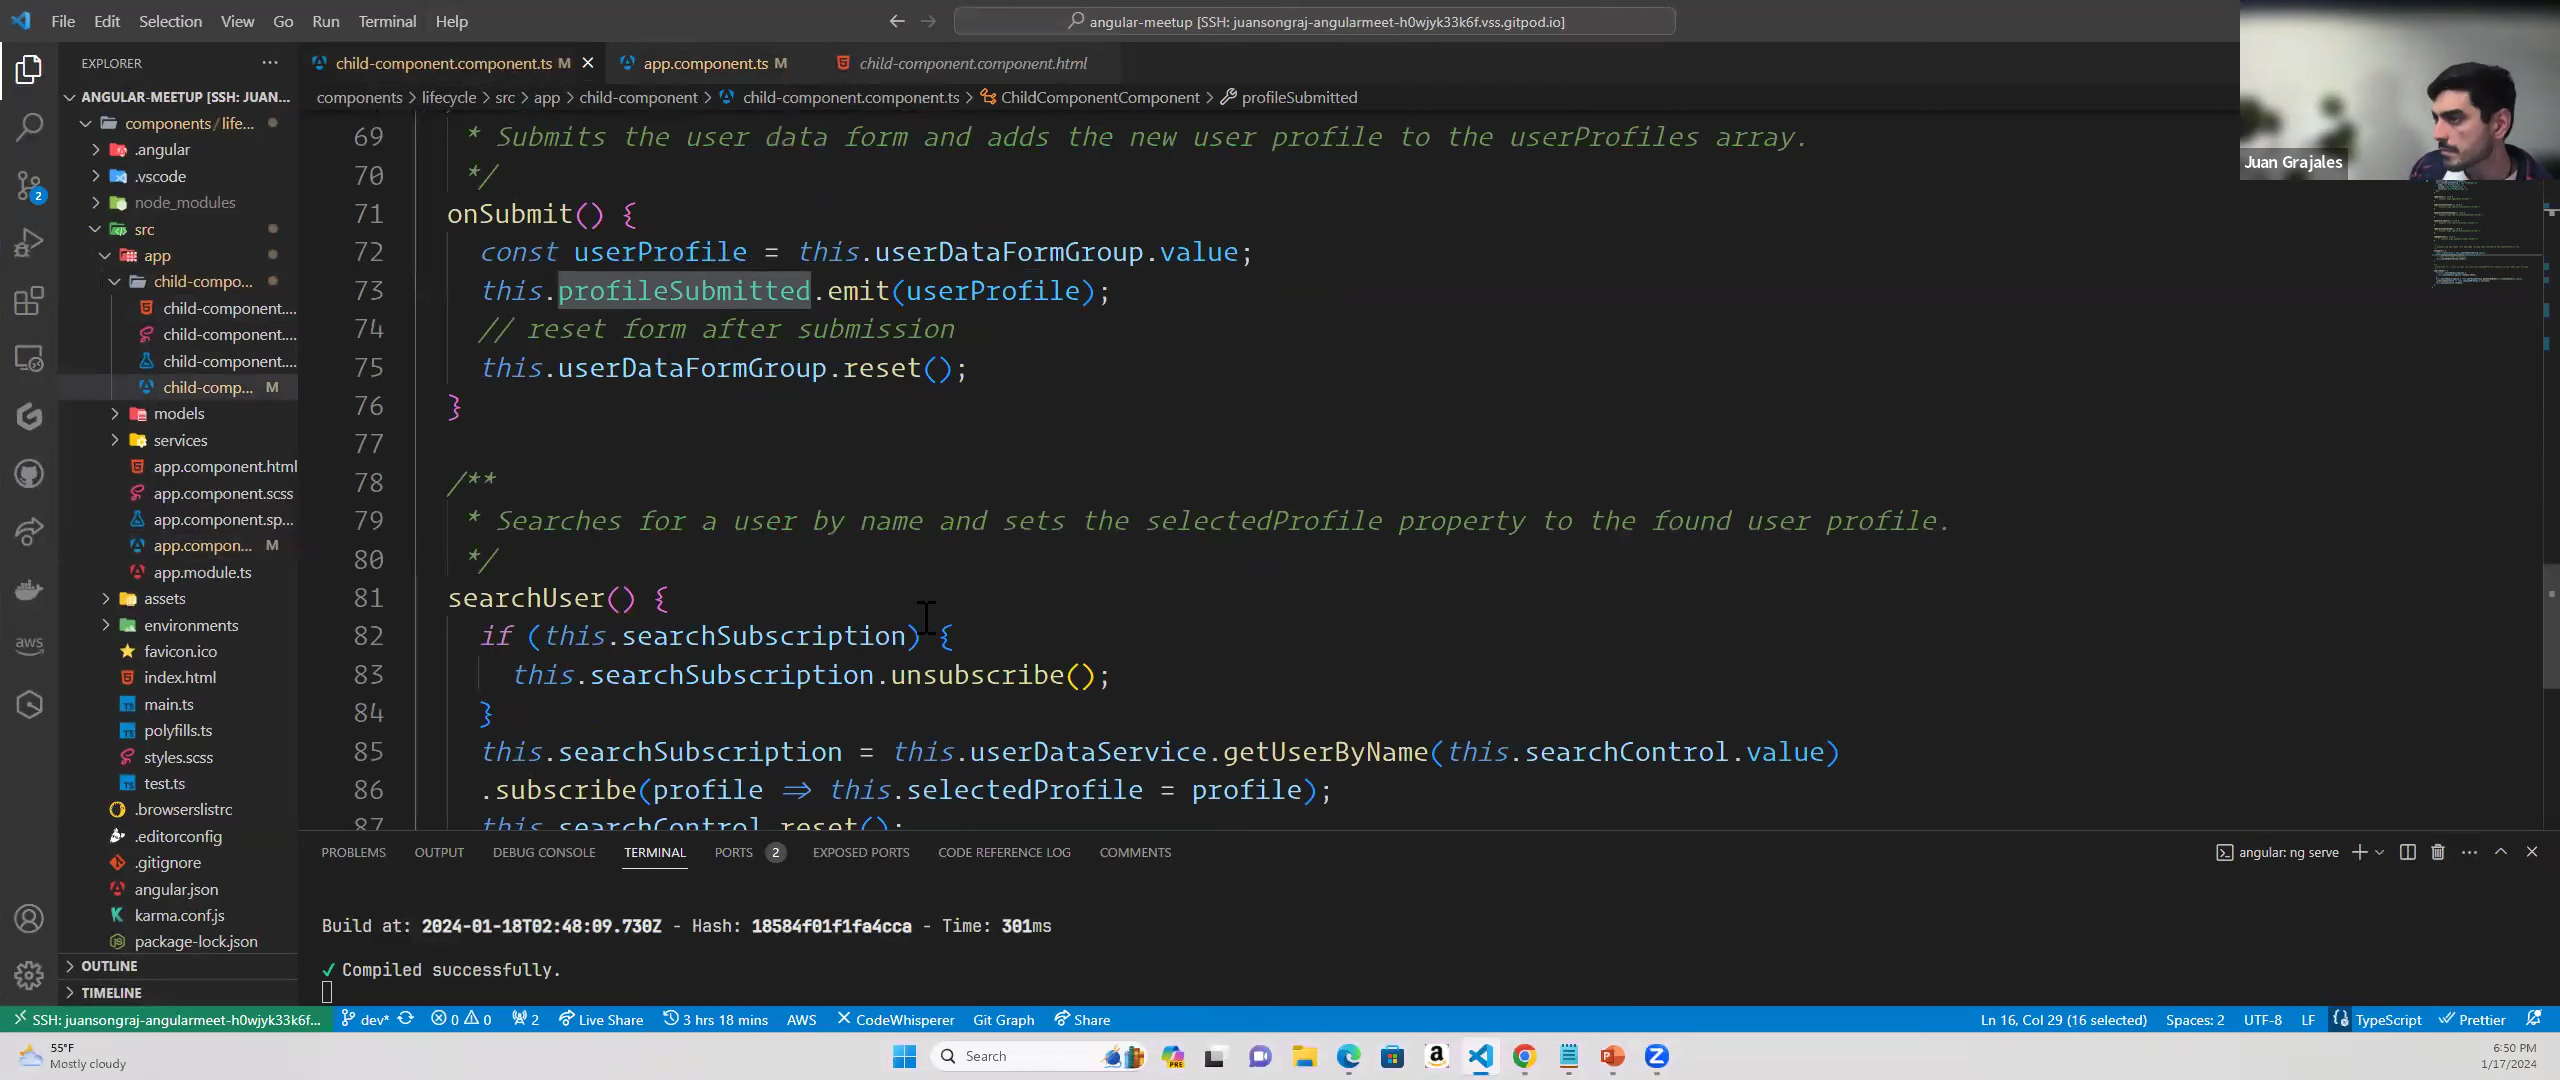 File Edit Selection View Go Run Terminal Help
angular-meetup [SSH: juansongraj-angularmeet-h0wjyk33k6f.vss.gitpod.io]
Juan Grajales
EXPLORER
ANGULAR-MEETUP [SSH: JUAN...
components/life...
.angular
.vscode
node_modules
src
app
child-compo...
child-component....
child-component....
child-component....
child-comp... M
models
services
app.component.html
app.component.scss
app.component.sp...
app.compon... M
app.module.ts
assets
environments
favicon.ico
index.html
main.ts
polyfills.ts
styles.scss
test.ts
.browserslistrc
.editorconfig
.gitignore
angular.json
karma.conf.js
package-lock.json
OUTLINE
TIMELINE
2
aws
child-component.component.ts M app.component.ts M child-component.component.html
components > lifecycle > src > app > child-component > child-component.component.ts > ChildComponentComponent > profileSubmitted
69 * Submits the user data form and adds the new user profile to the userProfiles array.
70 */
71 onSubmit() {
72 const userProfile = this.userDataFormGroup.value;
73 this.profileSubmitted.emit(userProfile);
74 // reset form after submission
75 this.userDataFormGroup.reset();
76 }
77
78 /**
79 * Searches for a user by name and sets the selectedProfile property to the found user profile.
80 */
81 searchUser() {
82 if (this.searchSubscription) {
83 this.searchSubscription.unsubscribe();
84 }
85 this.searchSubscription = this.userDataService.getUserByName(this.searchControl.value)
86 .subscribe(profile => this.selectedProfile = profile);
87 this.searchControl.reset();
PROBLEMS OUTPUT DEBUG CONSOLE TERMINAL PORTS 2 EXPOSED PORTS CODE REFERENCE LOG COMMENTS
angular: ng serve
Build at: 2024-01-18T02:48:09.730Z - Hash: 18584f01f1fa4cca - Time: 301ms
✓ Compiled successfully.
SSH: juansongraj-angularmeet-h0wjyk33k6f... dev* 0 0 2 Live Share 3 hrs 18 mins AWS CodeWhisperer Git Graph Share
Ln 16, Col 29 (16 selected) Spaces: 2 UTF-8 LF TypeScript Prettier
55°F
Mostly cloudy
Search
PRE
6:50 PM
1/17/2024